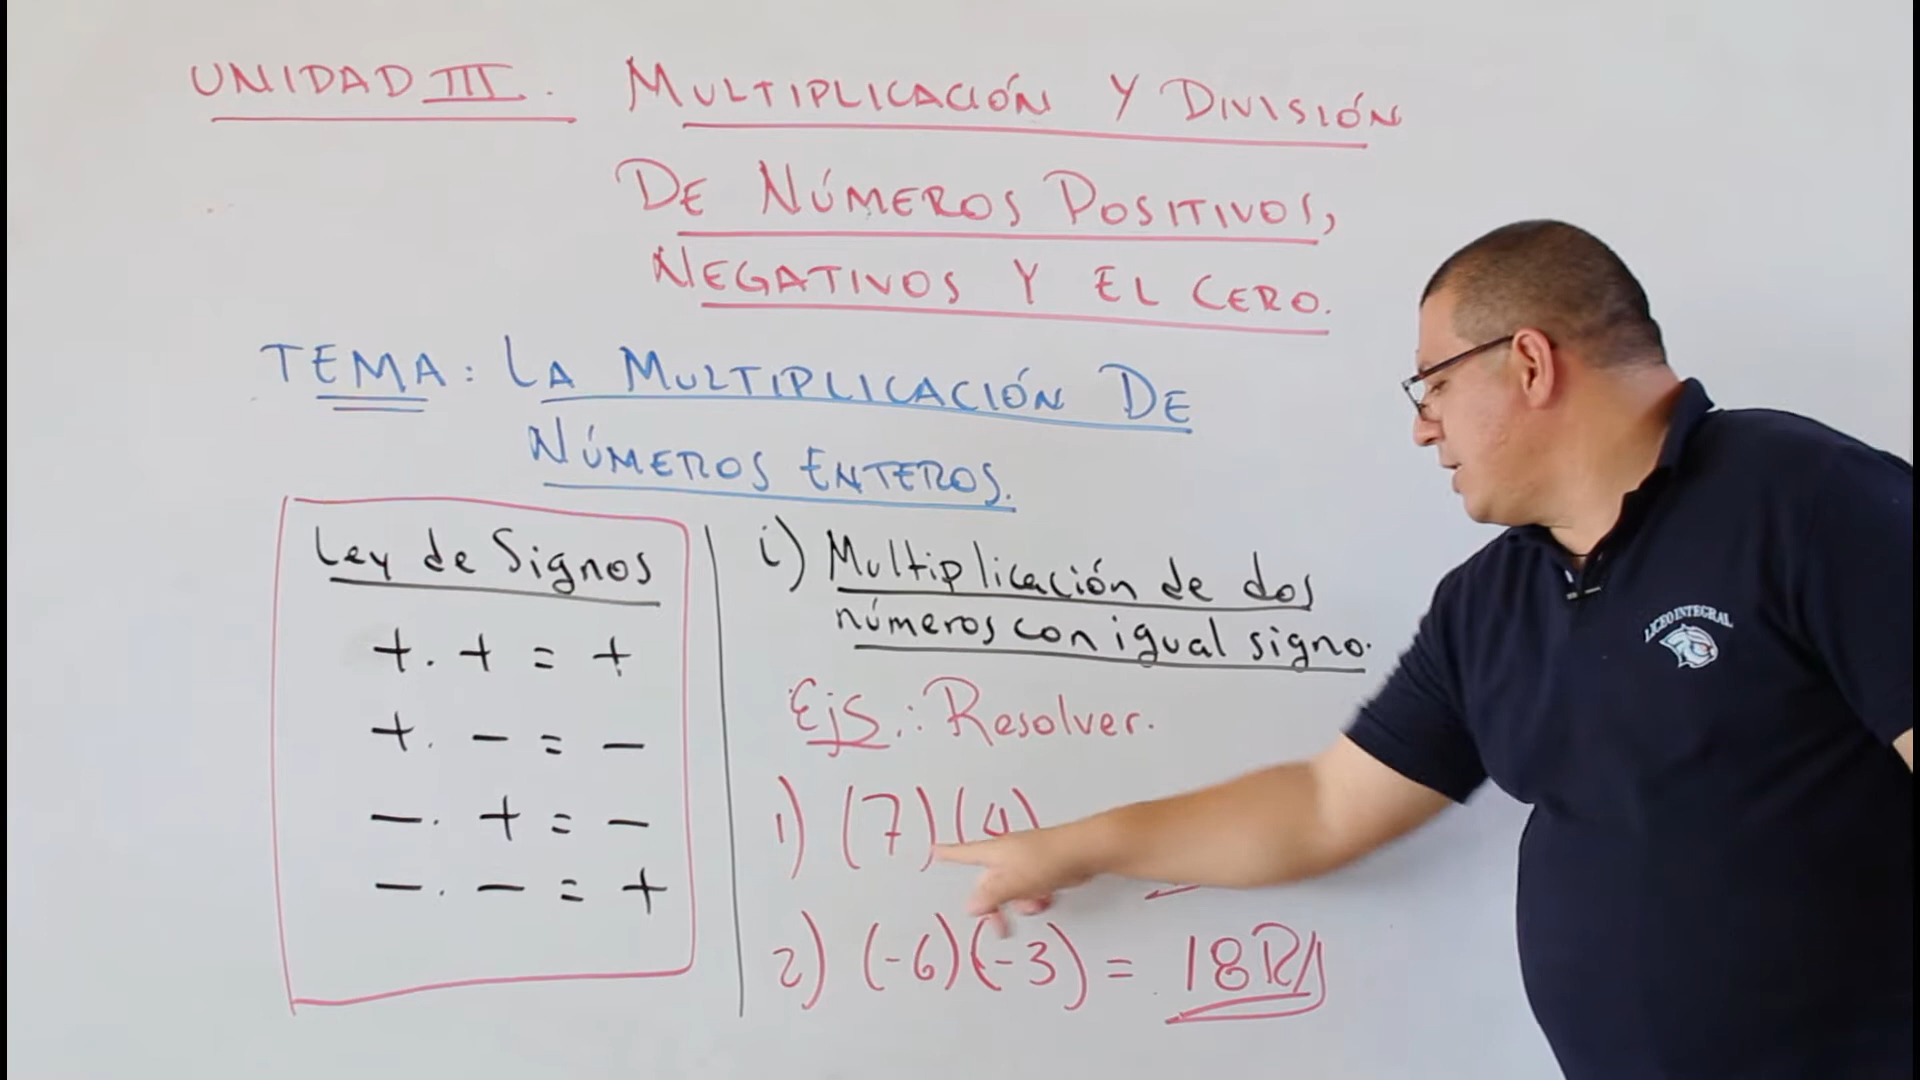 UNIDAD III. MULTIPLICACIÓN Y DIVISIÓN
DE NÚMEROS POSITIVOS,
NEGATIVOS Y EL CERO.
TEMA: LA MULTIPLICACIÓN DE
NÚMEROS ENTEROS.
Ley de Signos
+ . + = +
+ . - = -
- . + = -
- . - = +
i) Multiplicación de dos
números con igual signo.
Ejs.: Resolver.
1) (7)(4)
2) (-6)(-3) = 18R//
LICEO INTEGRAL